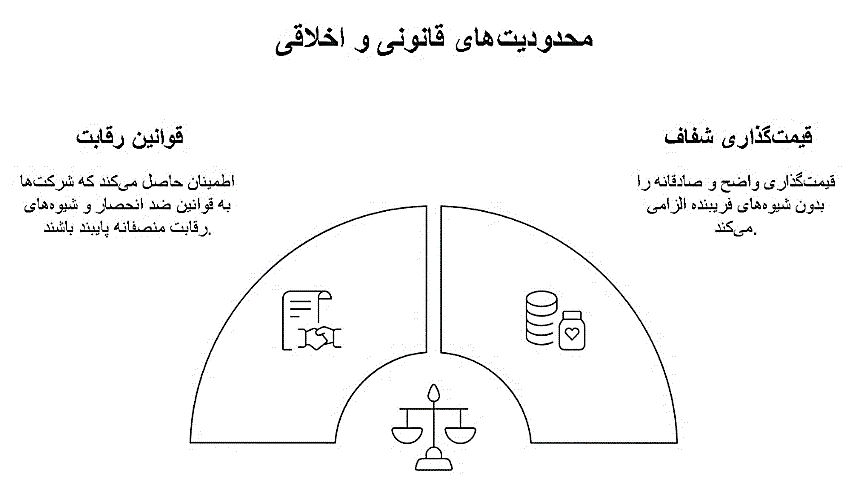 محدودیت‌های قانونی و اخلاقی
قیمت‌گذاری شفاف
قیمت‌گذاری واضح و صادقانه را
بدون شیوه‌های فریبنده الزامی
می‌کند.
قوانین رقابت
اطمینان حاصل می‌کند که شرکت‌ها
به قوانین ضد انحصار و شیوه‌های
رقابت منصفانه پایبند باشند.